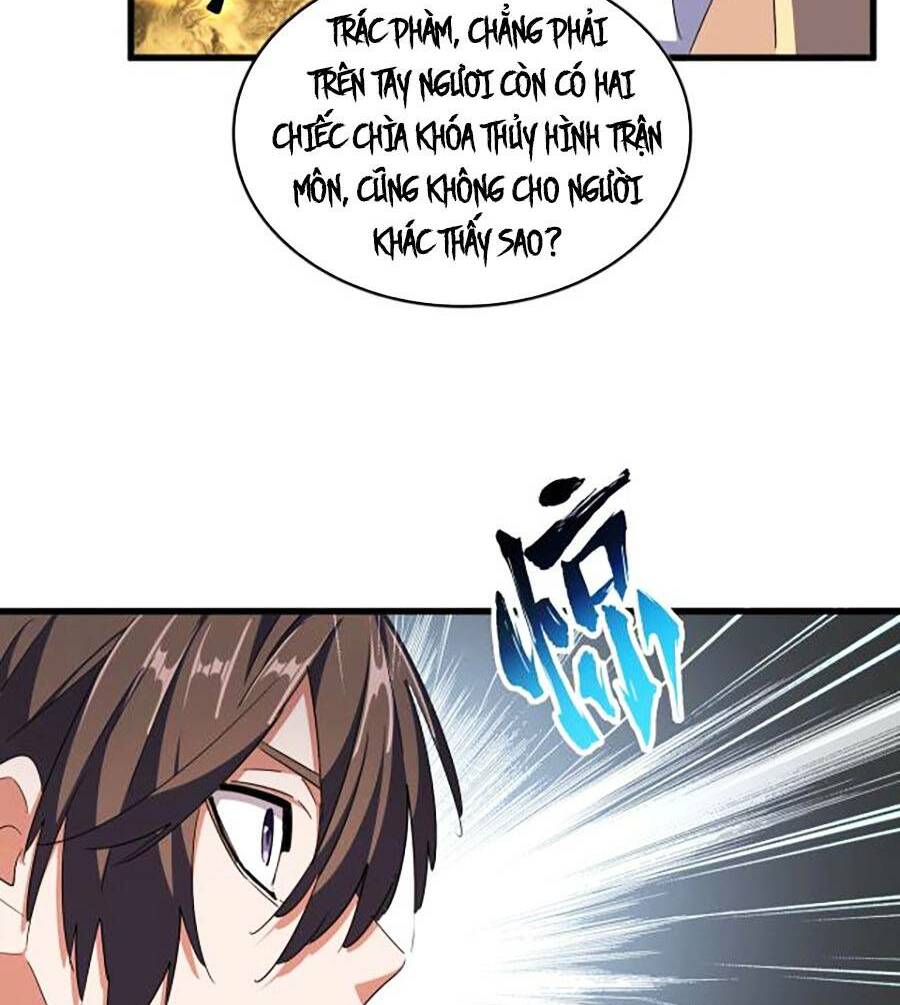 TRÁC PHÀM, CHẲNG PHẢI
TRÊN TAY NGƯƠI CÒN CÓ HAI
CHIẾC CHÌA KHÓA THỦY HÌNH TRẬN
MÔN, CŨNG KHÔNG CHO NGƯỜI
KHÁC THẤY SAO?
惊